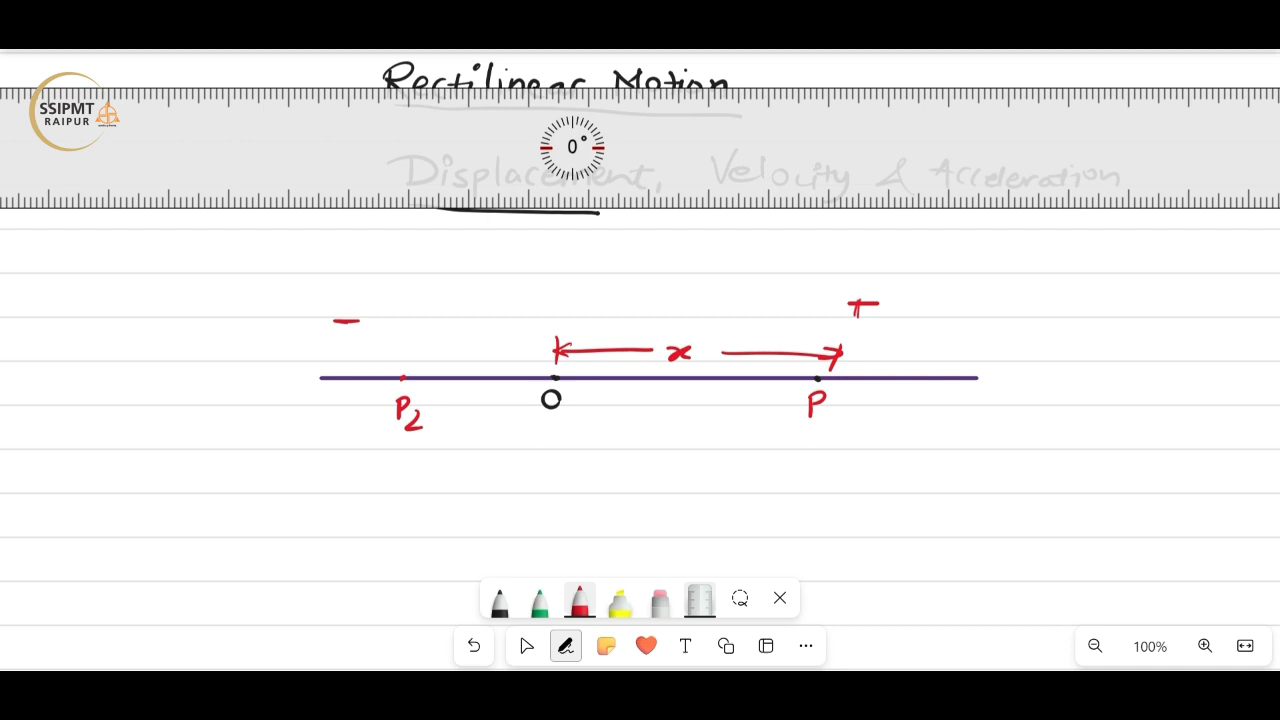 Rectilinear Motion
SSIPMT
RAIPUR
0°
Displacement, Velocity & Acceleration
- +
x
O P
P2
T
100%